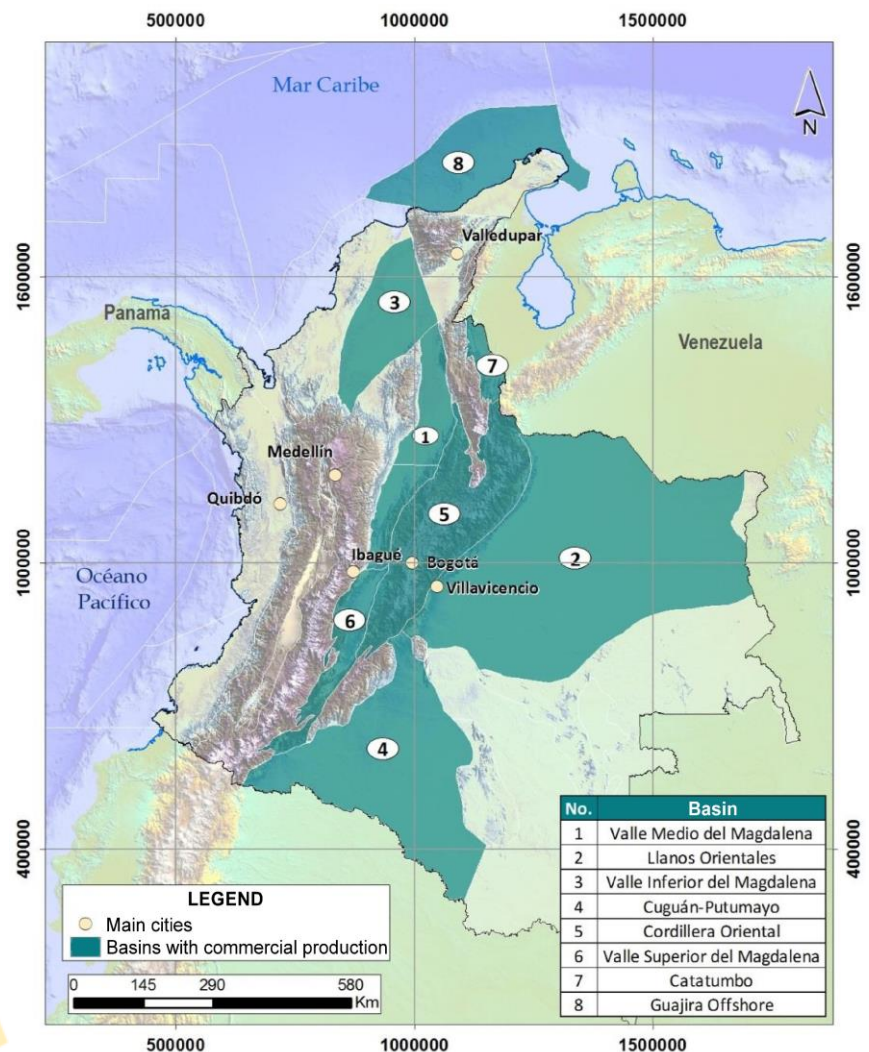 500000 1000000 1500000
Mar Caribe
N
8
Valledupar
1600000 1600000
3
Panamá
Venezuela
7
1
Medellín
Quibdó
5
Ibagué
Bogotá
2
1000000 1000000
Océano
Pacífico
Villavicencio
6
4
No. Basin
1 Valle Medio del Magdalena
2 Llanos Orientales
3 Valle Inferior del Magdalena
4 Cuguán-Putumayo
5 Cordillera Oriental
6 Valle Superior del Magdalena
7 Catatumbo
8 Guajira Offshore
400000 400000
LEGEND
Main cities
Basins with commercial production
0 145 290 580
Km
500000 1000000 1500000